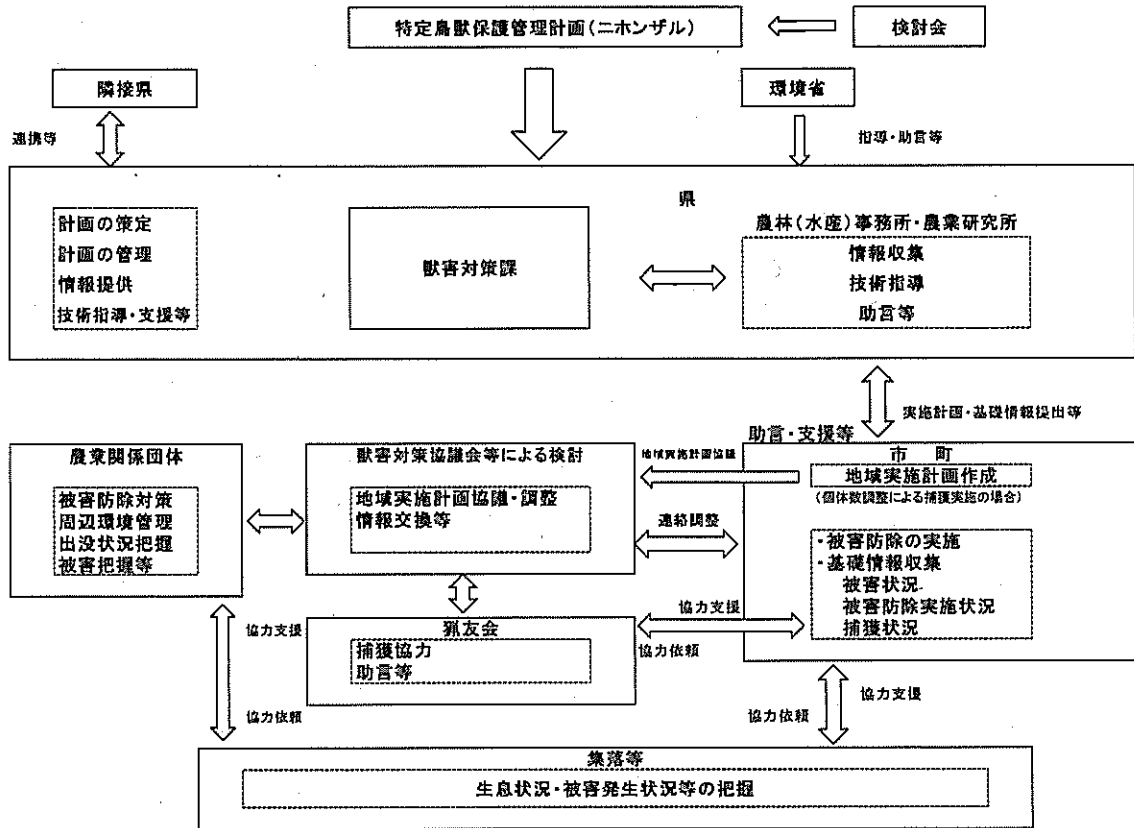 特定鳥獣保護管理計画(ニホンザル)
検討会
隣接県
環境省
連携等
指導・助言等
県
計画の策定
計画の管理
情報提供
技術指導・支援等
獣害対策課
農林(水産)事務所・農業研究所
情報収集
技術指導
助言等
実施計画・基礎情報提出等
助言・支援等
農業関係団体
被害防除対策
周辺環境管理
出没状況把握
被害把握等
獣害対策協議会等による検討
地域実施計画協議・調整
情報交換等
地域実施計画協議
連絡調整
市 町
地域実施計画作成
(個体数調整による捕獲実施の場合)
・被害防除の実施
・基礎情報収集
被害状況
被害防除実施状況
捕獲状況
猟友会
捕獲協力
助言等
協力支援
協力依頼
協力支援
協力依頼
協力支援
協力依頼
集落等
生息状況・被害発生状況等の把握